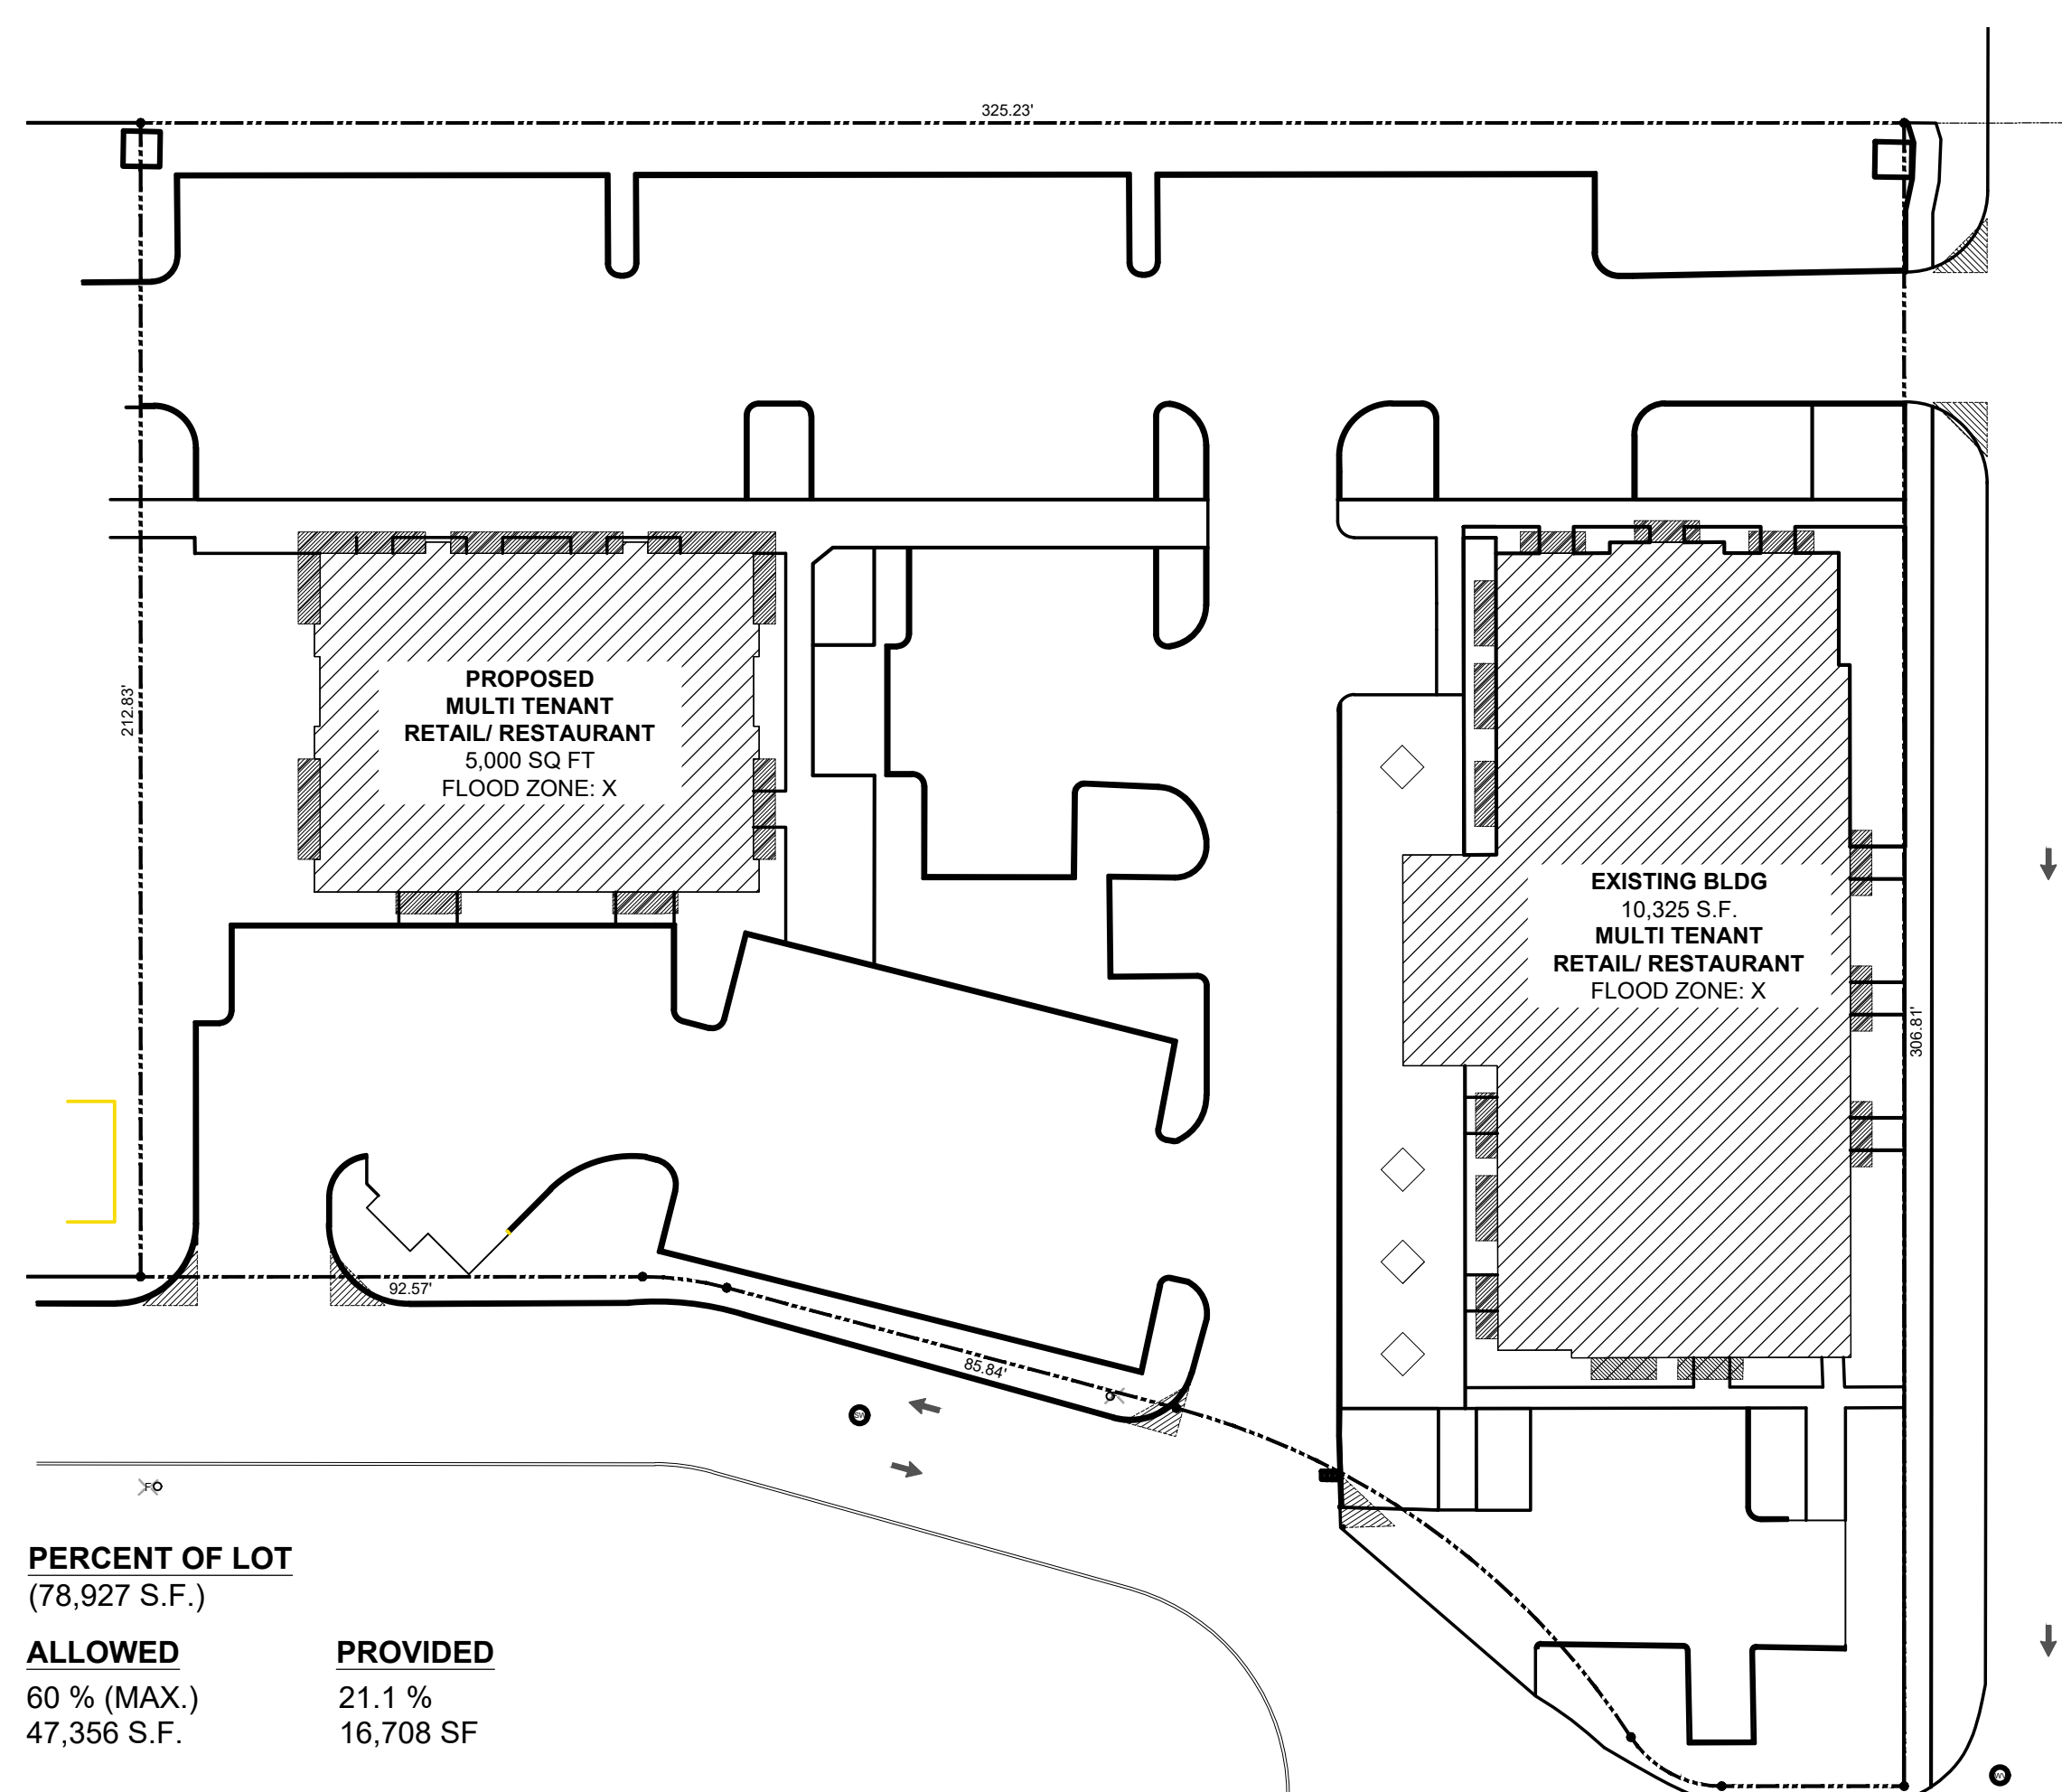 325.23'
212.83'
PROPOSED
MULTI TENANT
RETAIL/ RESTAURANT
5,000 SQ FT
FLOOD ZONE: X
EXISTING BLDG
10,325 S.F.
MULTI TENANT
RETAIL/ RESTAURANT
FLOOD ZONE: X
306.81'
92.57'
85.84'
SW
PERCENT OF LOT
(78,927 S.F.)
ALLOWED PROVIDED
60 % (MAX.) 21.1 %
47,356 S.F. 16,708 SF